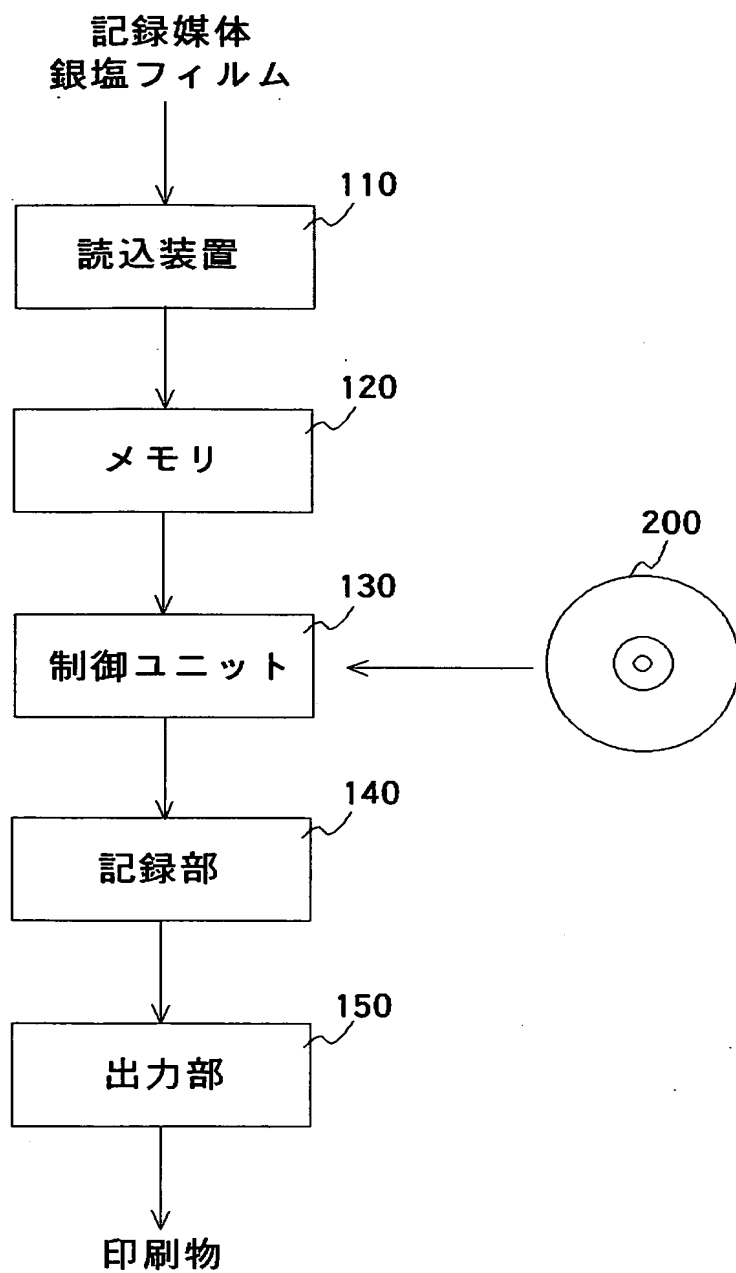 記録媒体
銀塩フィルム
110
読込装置
120
メモリ
200
130
制御ユニット
140
記録部
150
出力部
印刷物